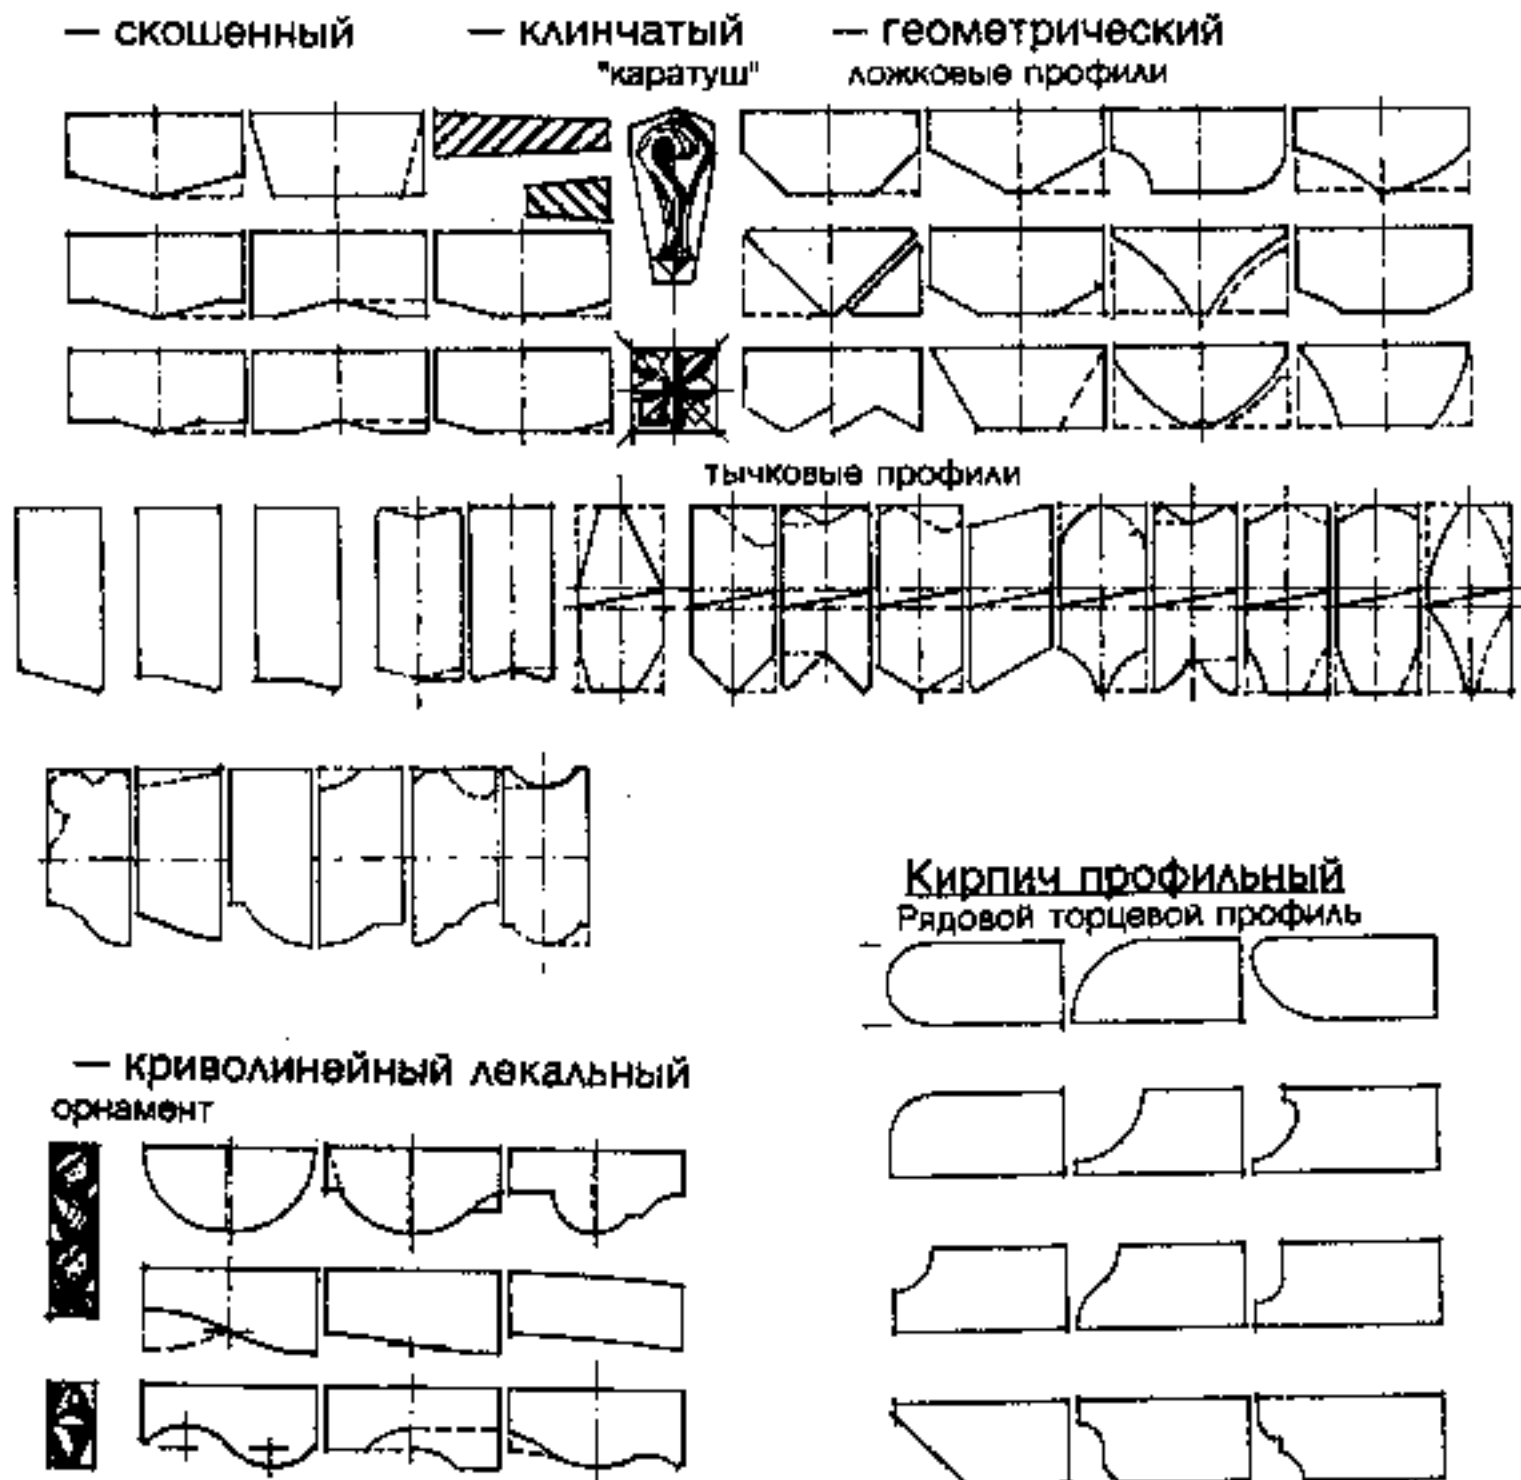 — скошенный
— клинчатый
"каратуш"
— геометрический
ложковые профили
тычковые профили
Кирпич профильный
Рядовой торцевой профиль
— криволинейный лекальный
орнамент